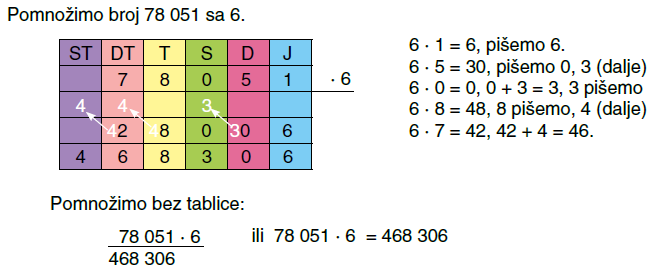 Pomnožimo broj 78 051 sa 6.
ST DT T S D J
7 8 0 5 1 · 6
4 4 3
42 48 0 30 6
4 6 8 3 0 6
6 · 1 = 6, pišemo 6.
6 · 5 = 30, pišemo 0, 3 (dalje)
6 · 0 = 0, 0 + 3 = 3, 3 pišemo
6 · 8 = 48, 8 pišemo, 4 (dalje)
6 · 7 = 42, 42 + 4 = 46.
Pomnožimo bez tablice:
78 051 · 6 ili 78 051 · 6 = 468 306
468 306